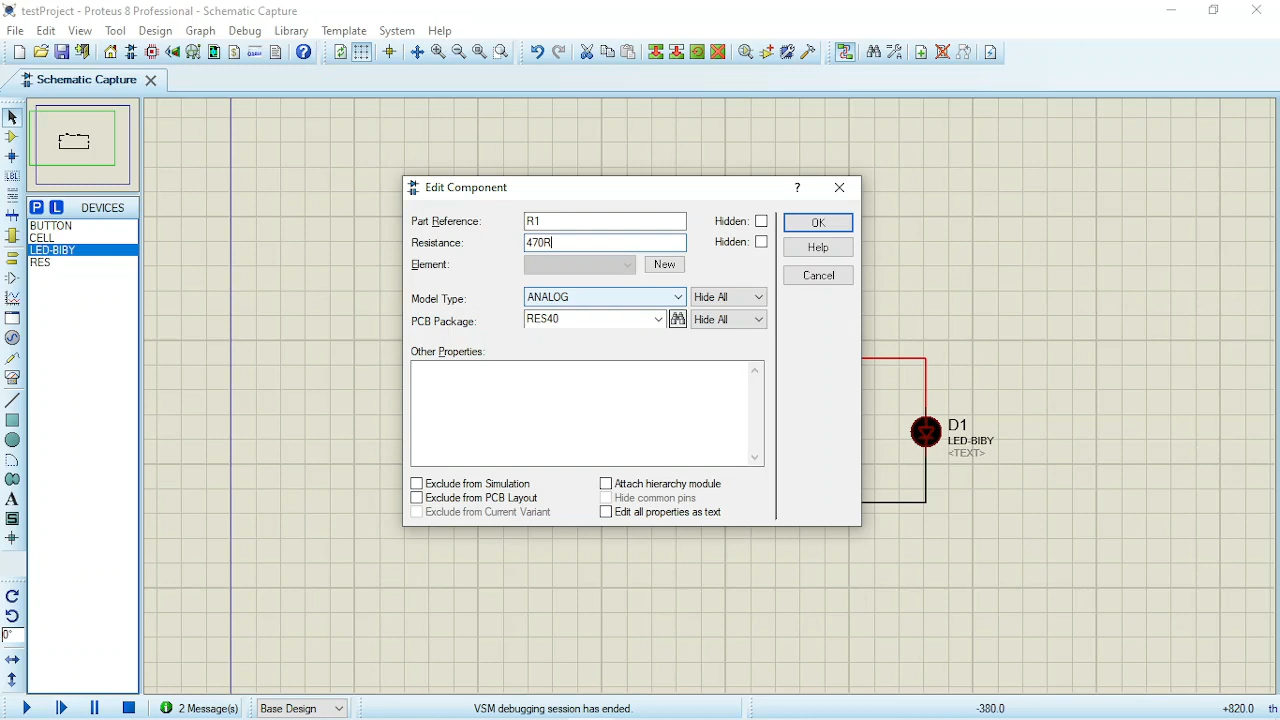 testProject - Proteus 8 Professional - Schematic Capture
File Edit View Tool Design Graph Debug Library Template System Help
Schematic Capture
P L DEVICES
BUTTON
CELL
LED-BIBY
RES
Edit Component ?
Part Reference: R1 Hidden: OK
Resistance: 470R Hidden: Help
Element: New Cancel
Model Type: ANALOG Hide All
PCB Package: RES40 Hide All
Other Properties:
Exclude from Simulation Attach hierarchy module
Exclude from PCB Layout Hide common pins
Exclude from Current Variant Edit all properties as text
D1
LED-BIBY
<TEXT>
0°
2 Message(s) Base Design VSM debugging session has ended. -380.0 +820.0 th